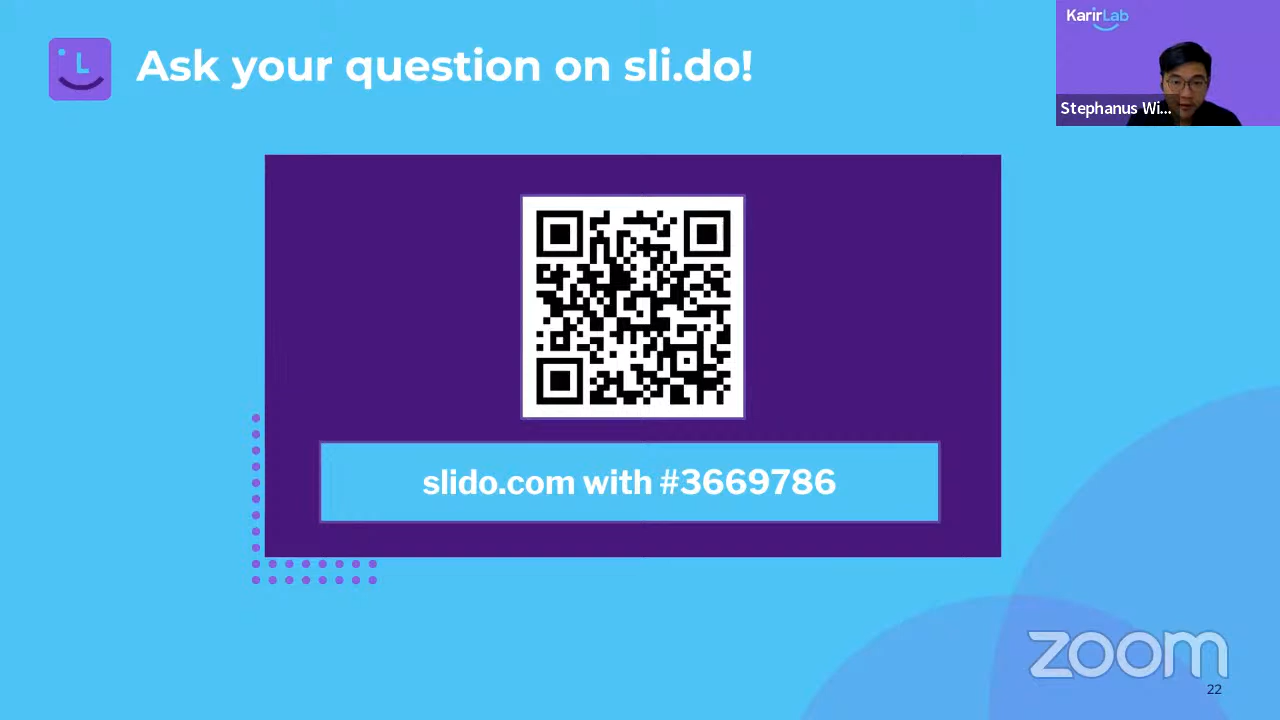 KarirLab
L
Ask your question on sli.do!
Stephanus Wi...
slido.com with #3669786
zoom
22